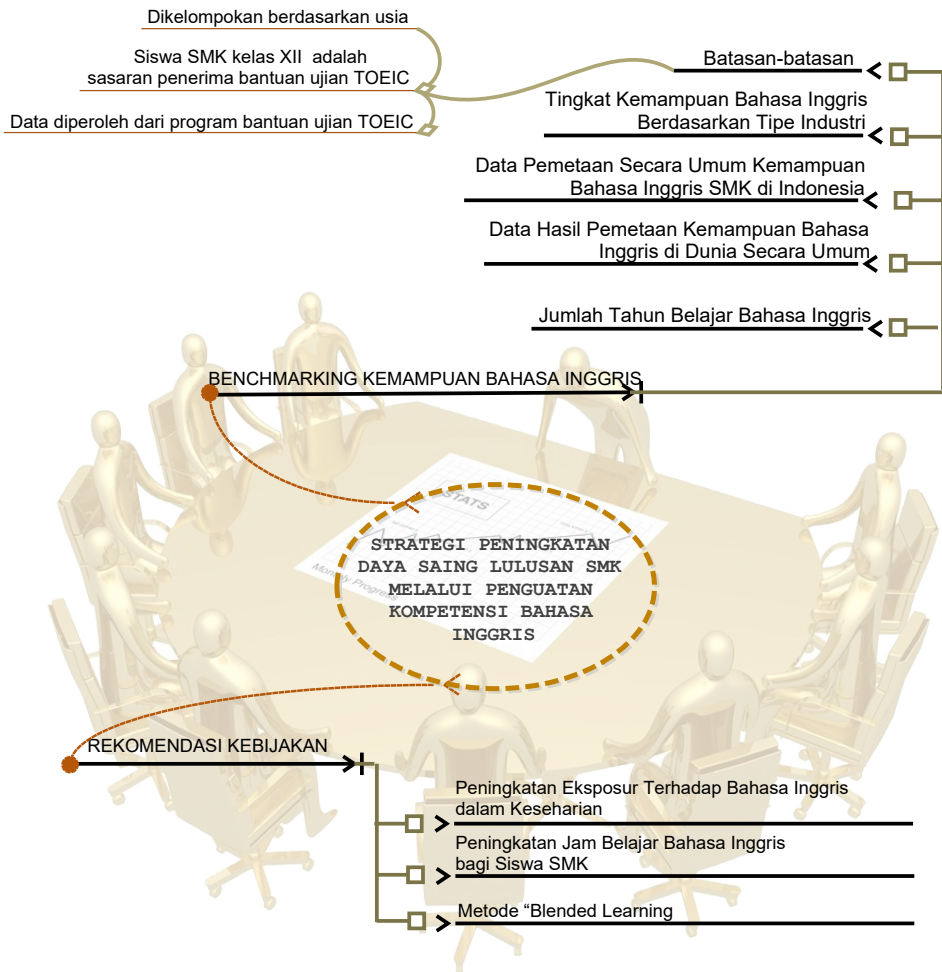 Dikelompokan berdasarkan usia
Siswa SMK kelas XII adalah
sasaran penerima bantuan ujian TOEIC
Data diperoleh dari program bantuan ujian TOEIC
Batasan-batasan
Tingkat Kemampuan Bahasa Inggris
Berdasarkan Tipe Industri
Data Pemetaan Secara Umum Kemampuan
Bahasa Inggris SMK di Indonesia
Data Hasil Pemetaan Kemampuan Bahasa
Inggris di Dunia Secara Umum
Jumlah Tahun Belajar Bahasa Inggris
BENCHMARKING KEMAMPUAN BAHASA INGGRIS
STATS
Monthly Progress
STRATEGI PENINGKATAN
DAYA SAING LULUSAN SMK
MELALUI PENGUATAN
KOMPETENSI BAHASA
INGGRIS
REKOMENDASI KEBIJAKAN
Peningkatan Eksposur Terhadap Bahasa Inggris
dalam Keseharian
Peningkatan Jam Belajar Bahasa Inggris
bagi Siswa SMK
Metode “Blended Learning